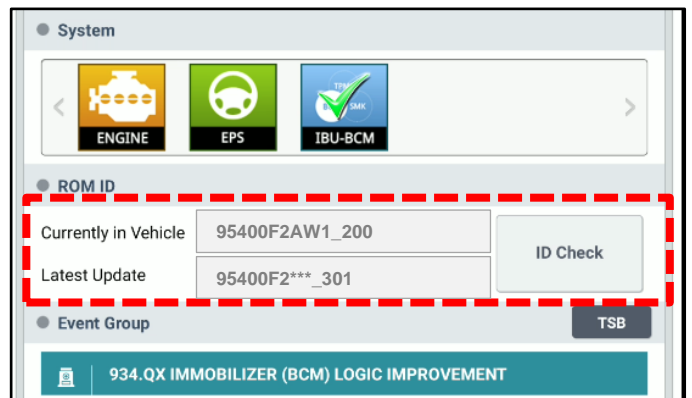 System
TPM
B SMK
ENGINE
EPS
IBU-BCM
ROM ID
Currently in Vehicle 95400F2AW1_200
ID Check
Latest Update 95400F2***_301
Event Group
TSB
934.QX IMMOBILIZER (BCM) LOGIC IMPROVEMENT